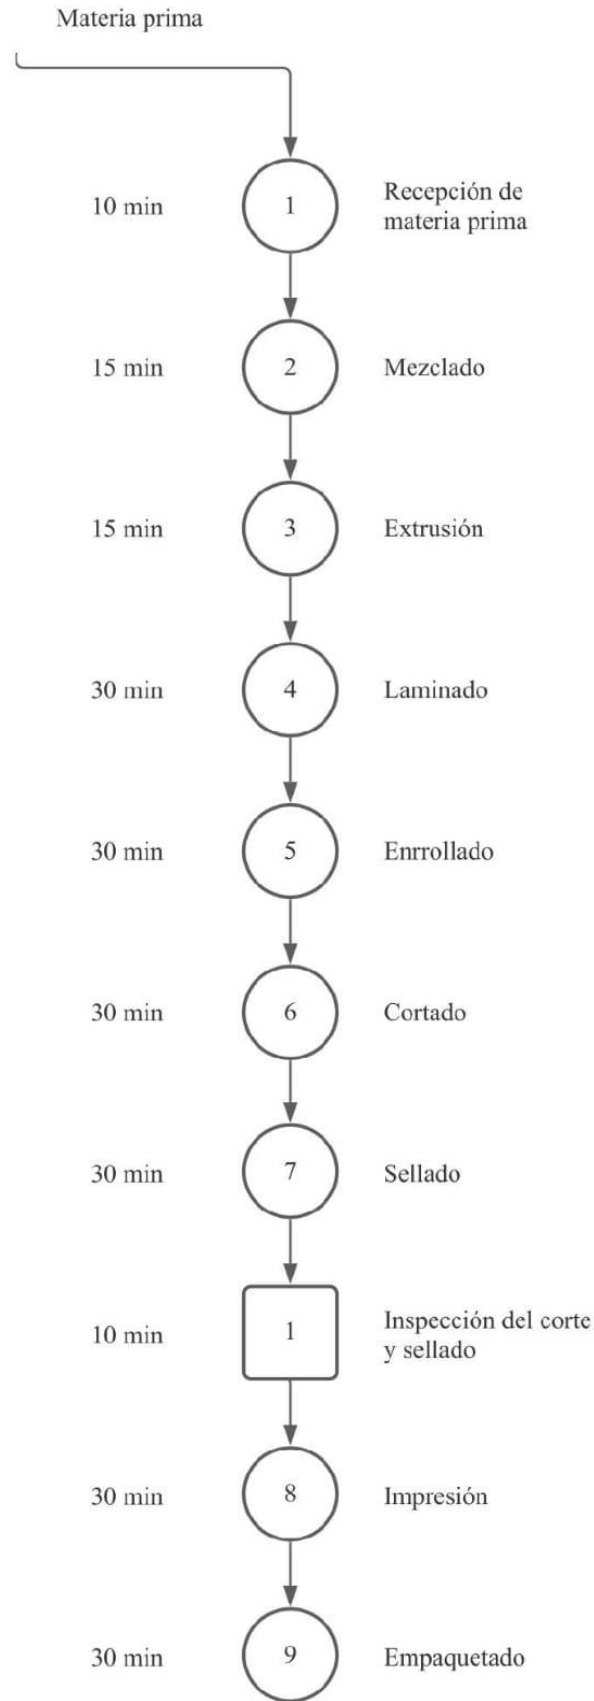 Materia prima
10 min
1
Recepción de
materia prima
15 min
2
Mezclado
15 min
3
Extrusión
30 min
4
Laminado
30 min
5
Enrrollado
30 min
6
Cortado
30 min
7
Sellado
10 min
1
Inspección del corte
y sellado
30 min
8
Impresión
30 min
9
Empaquetado